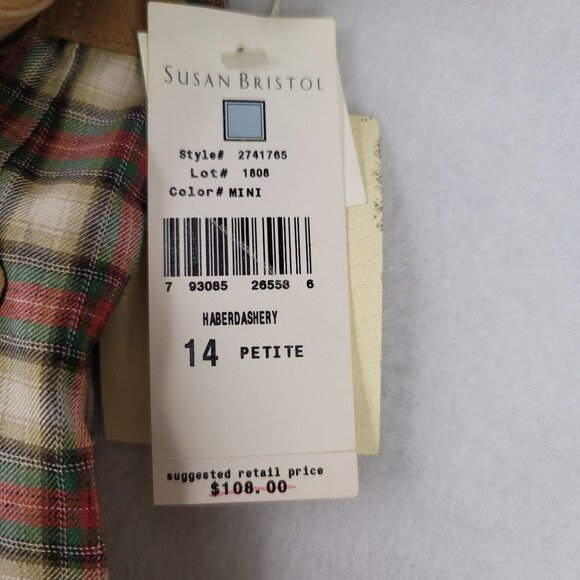 SUSAN BRISTOL
Style# 2741765
Lot# 1808
Color# MINI
7 93085 26558 6
HABERDASHERY
14 PETITE
suggested retail price
$108.00